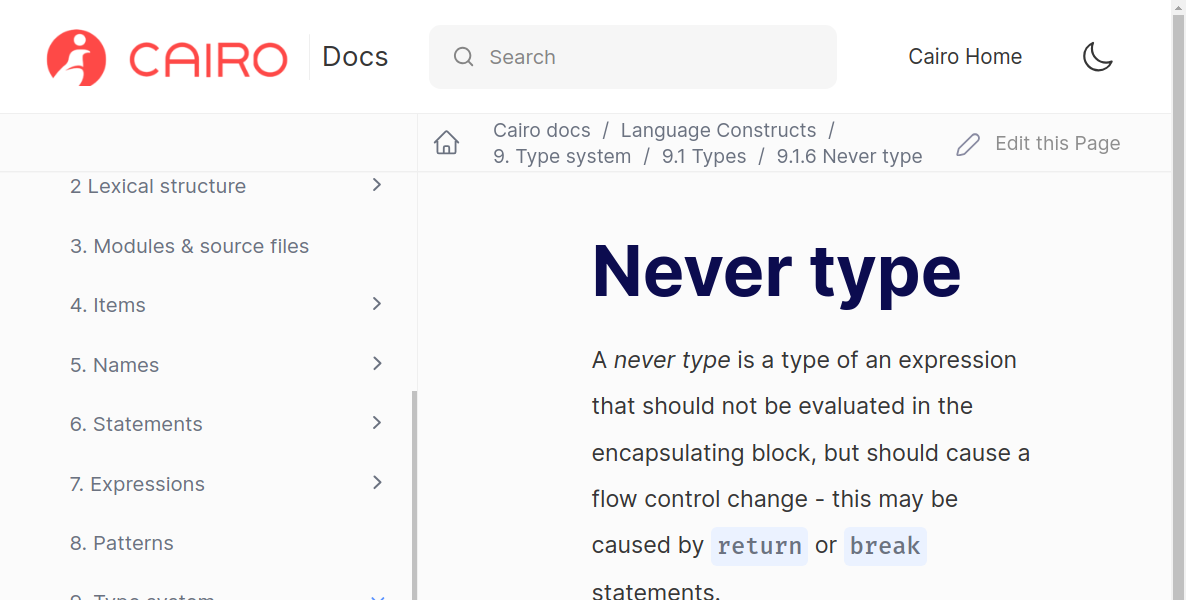 CAIRO Docs
Search
Cairo Home
Cairo docs / Language Constructs /
9. Type system / 9.1 Types / 9.1.6 Never type
Edit this Page
2 Lexical structure
3. Modules & source files
4. Items
5. Names
6. Statements
7. Expressions
8. Patterns
9. Type system
Never type
A never type is a type of an expression
that should not be evaluated in the
encapsulating block, but should cause a
flow control change - this may be
caused by return or break
statements.